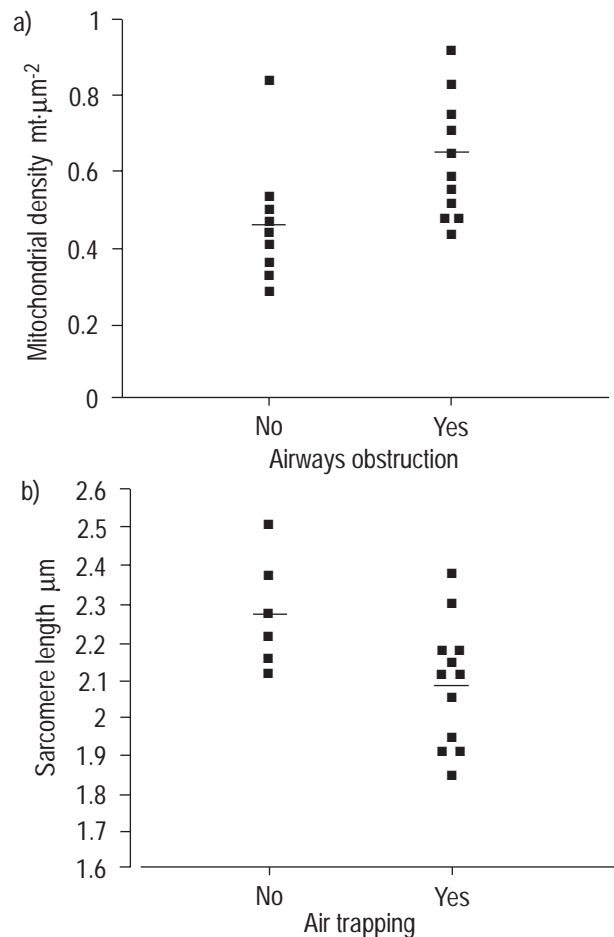 a)
1
0.8
0.6
0.4
0.2
0
Mitochondrial density mt·µm-2
No Yes
Airways obstruction
b)
2.6
2.5
2.4
2.3
2.2
2.1
2
1.9
1.8
1.7
1.6
Sarcomere length µm
No Yes
Air trapping